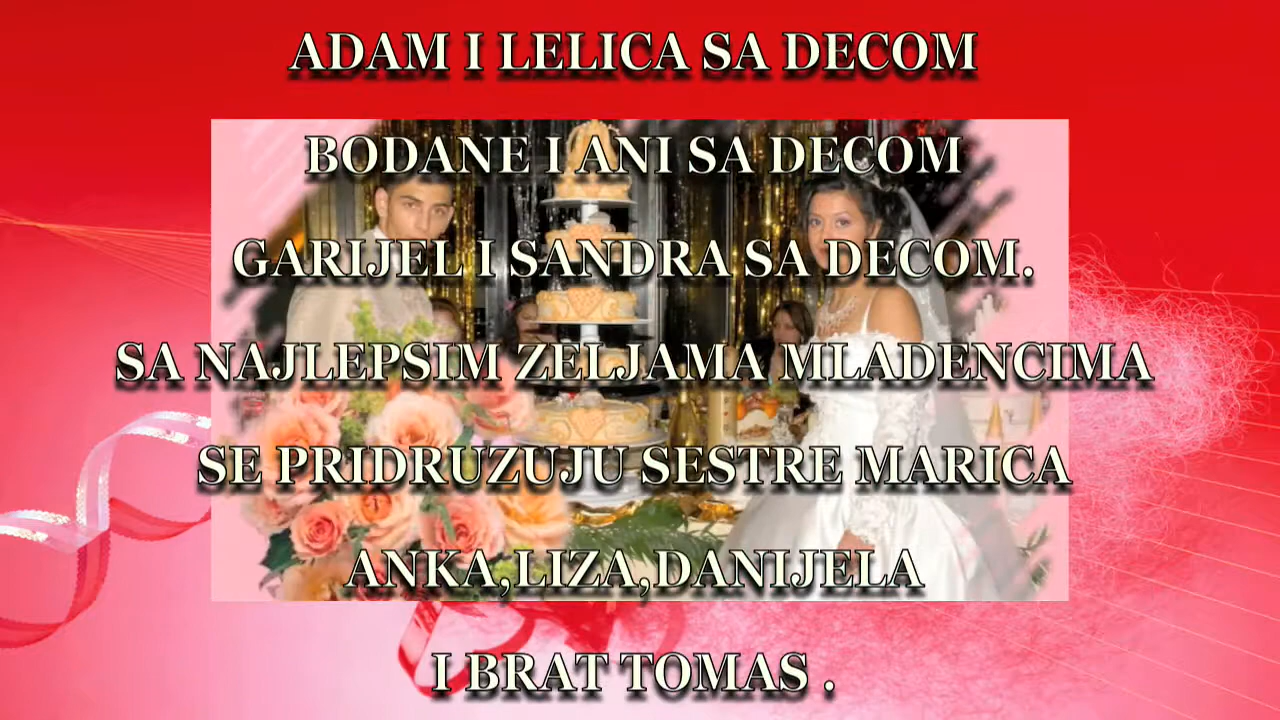 ADAM I LELICA SA DECOM
BODANE I ANI SA DECOM
GARIJEL I SANDRA SA DECOM.
SA NAJLEPSIM ZELJAMA MLADENCIMA
SE PRIDRUZUJU SESTRE MARICA
ANKA,LIZA,DANIJELA
I BRAT TOMAS .